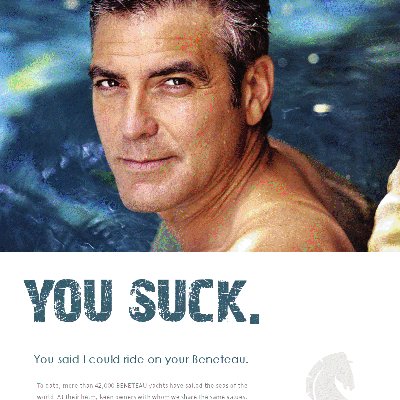 YOU SUCK.
You said I could ride on your Beneteau.
To date, more than 42,000 BENETEAU yachts have sailed the seas of the
world. At their helm, keen owners with whom we share the same values.